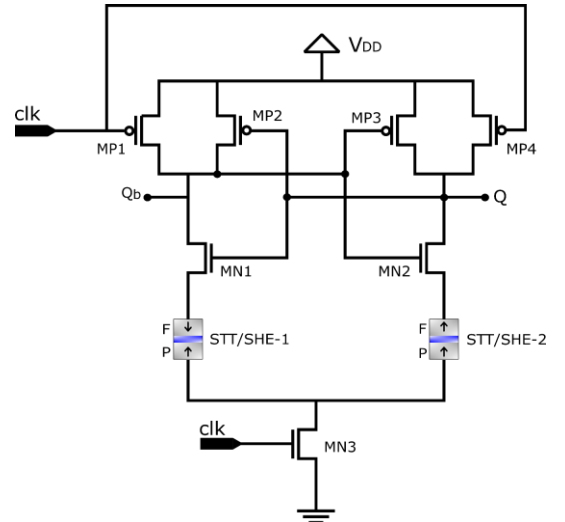 VDD
clk
MP1
MP2
MP3
MP4
Qb
Q
MN1
MN2
F
P
STT/SHE-1
F
P
STT/SHE-2
clk
MN3